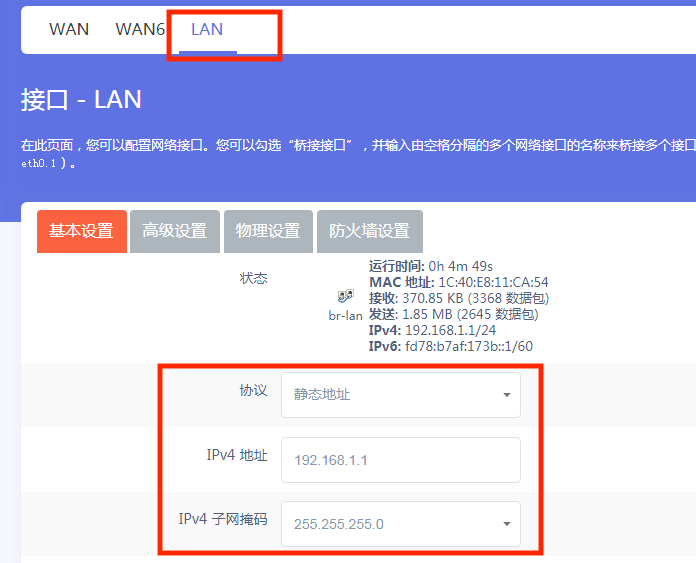 WAN WAN6 LAN
接口 - LAN
在此页面，您可以配置网络接口。您可以勾选“桥接接口”，并输入由空格分隔的多个网络接口的名称来桥接多个接口
eth0.1）。
基本设置 高级设置 物理设置 防火墙设置
状态
br-lan
运行时间: 0h 4m 49s
MAC 地址: 1C:40:E8:11:CA:54
接收: 370.85 KB (3368 数据包)
发送: 1.85 MB (2645 数据包)
IPv4: 192.168.1.1/24
IPv6: fd78:b7af:173b::1/60
协议 静态地址
IPv4 地址 192.168.1.1
IPv4 子网掩码 255.255.255.0